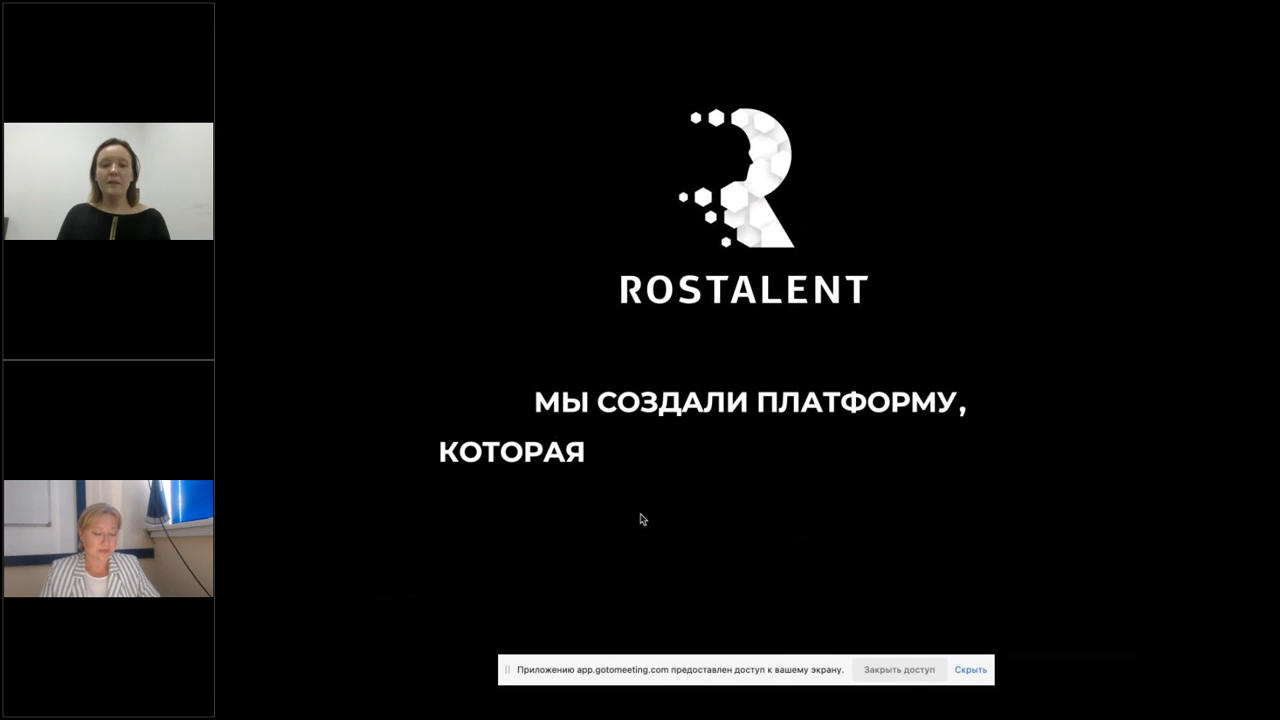 ROSTALENT
МЫ СОЗДАЛИ ПЛАТФОРМУ,
КОТОРАЯ
Приложению app.gotomeeting.com предоставлен доступ к вашему экрану. Закрыть доступ Скрыть